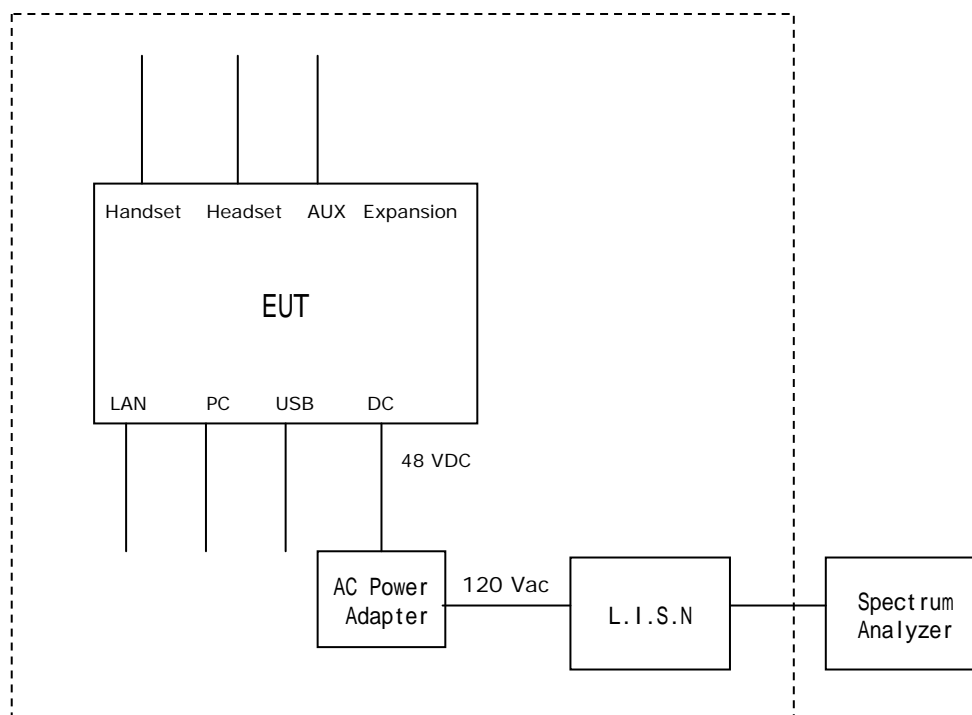 Handset Headset AUX Expansion
EUT
LAN PC USB DC
48 VDC
AC Power
Adapter
120 Vac
L.I.S.N
Spectrum
Analyzer